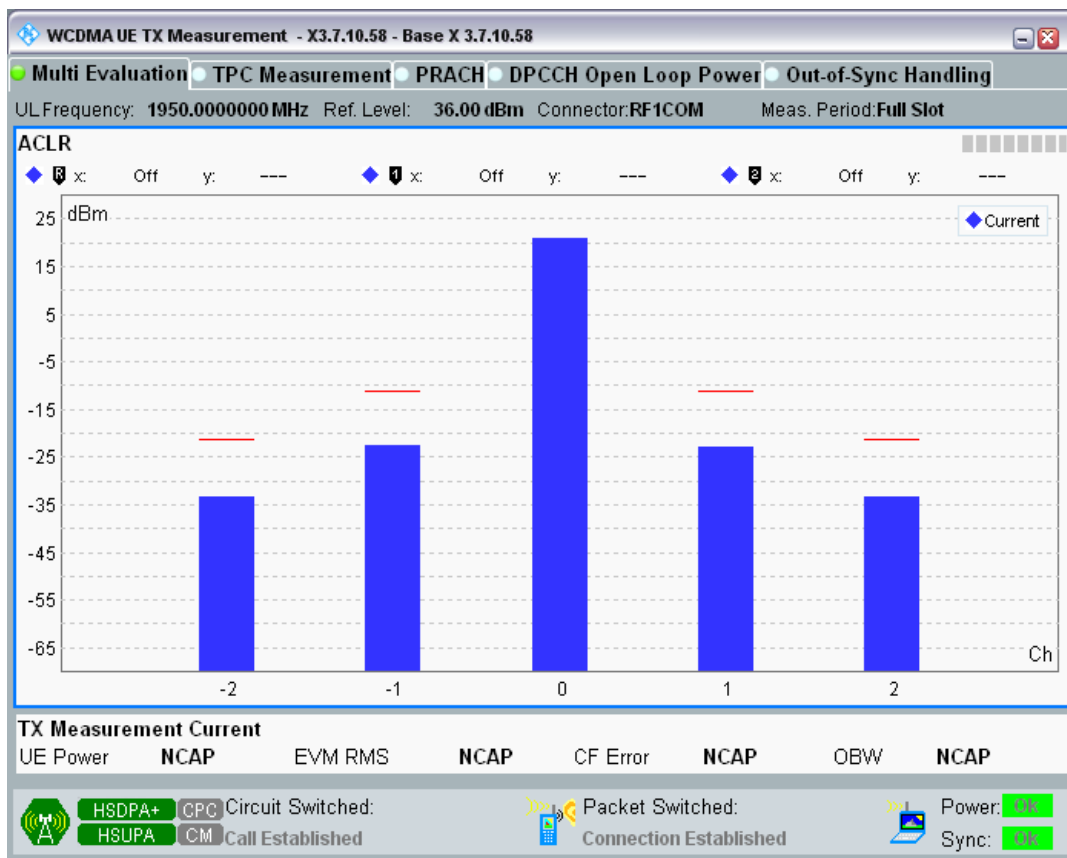 WCDMA UE TX Measurement - X3.7.10.58 - Base X 3.7.10.58
Multi Evaluation TPC Measurement PRACH DPCCH Open Loop Power Out-of-Sync Handling
UL Frequency: 1950.0000000 MHz Ref. Level: 36.00 dBm Connector:RF1COM Meas. Period:Full Slot
ACLR
R x: Off y: --- 1 x: Off y: --- 2 x: Off y: ---
dBm
Current
25
15
5
-5
-15
-25
-35
-45
-55
-65
Ch
-2 -1 0 1 2
TX Measurement Current
UE Power NCAP EVM RMS NCAP CF Error NCAP OBW NCAP
HSDPA+ CPC Circuit Switched: Packet Switched: Power: Ok
HSUPA CM Call Established Connection Established Sync: Ok